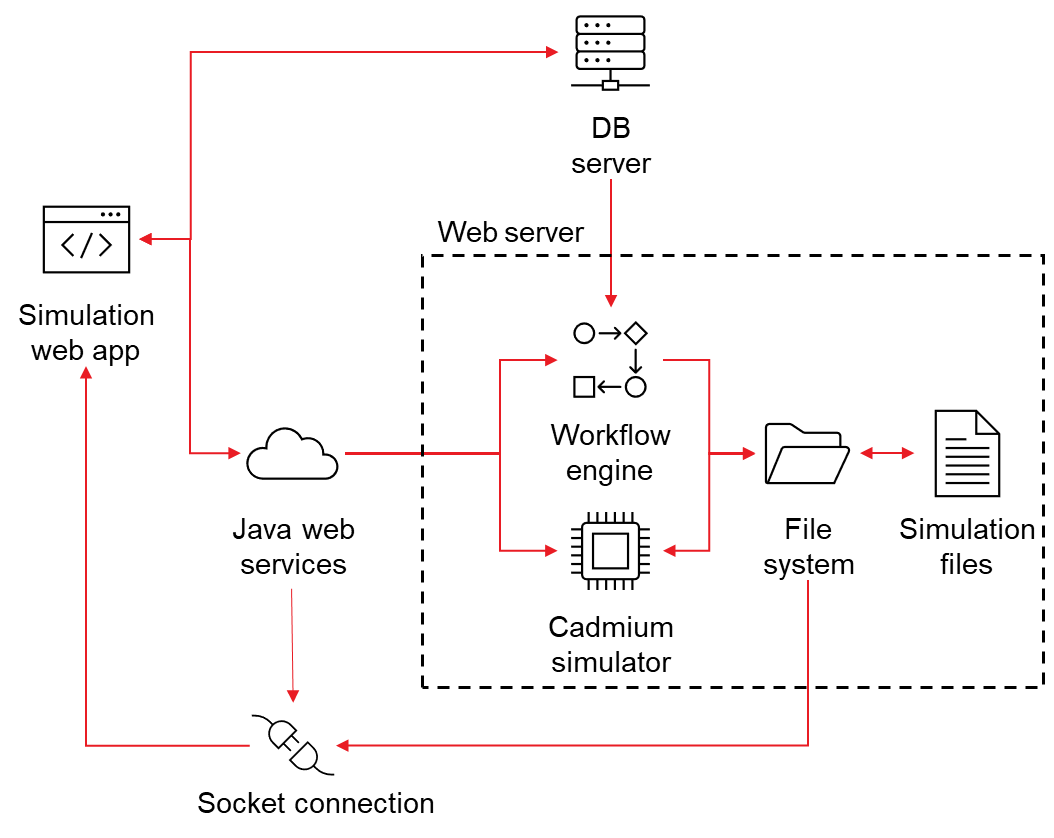 DB
server
Web server
Simulation
web app
Workflow
engine
Java web
services
File
system
Simulation
files
Cadmium
simulator
Socket connection